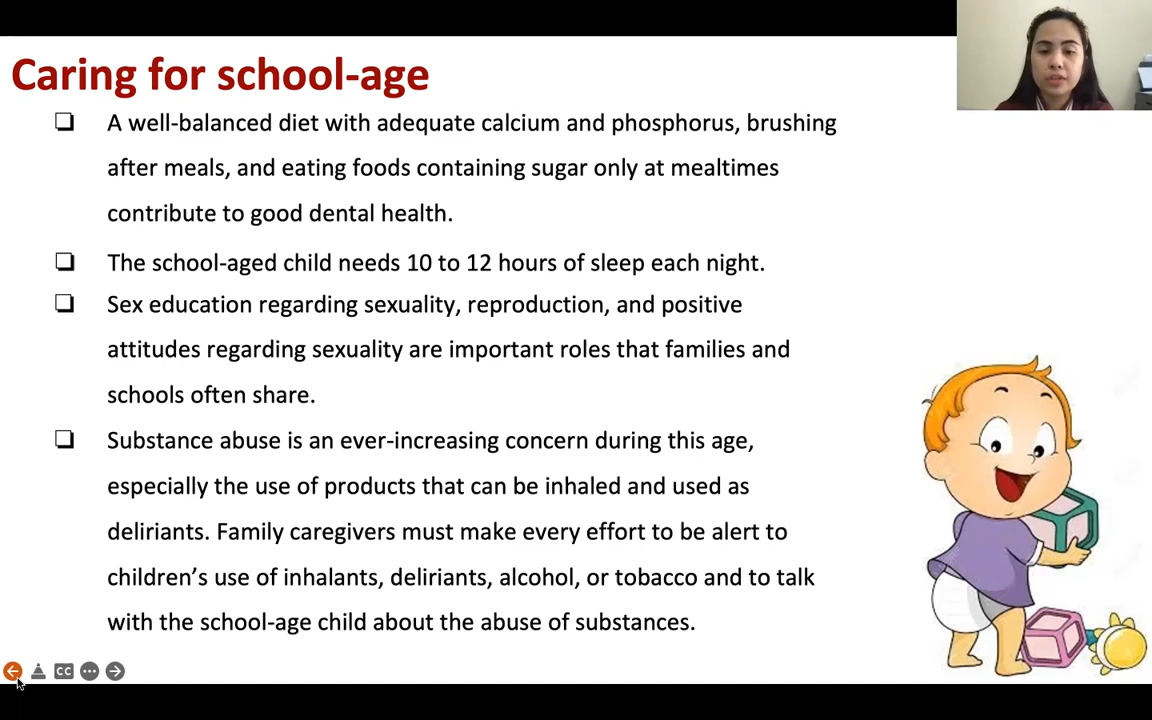 Caring for school-age
A well-balanced diet with adequate calcium and phosphorus, brushing
after meals, and eating foods containing sugar only at mealtimes
contribute to good dental health.
The school-aged child needs 10 to 12 hours of sleep each night.
Sex education regarding sexuality, reproduction, and positive
attitudes regarding sexuality are important roles that families and
schools often share.
Substance abuse is an ever-increasing concern during this age,
especially the use of products that can be inhaled and used as
deliriants. Family caregivers must make every effort to be alert to
children’s use of inhalants, deliriants, alcohol, or tobacco and to talk
with the school-age child about the abuse of substances.
CC